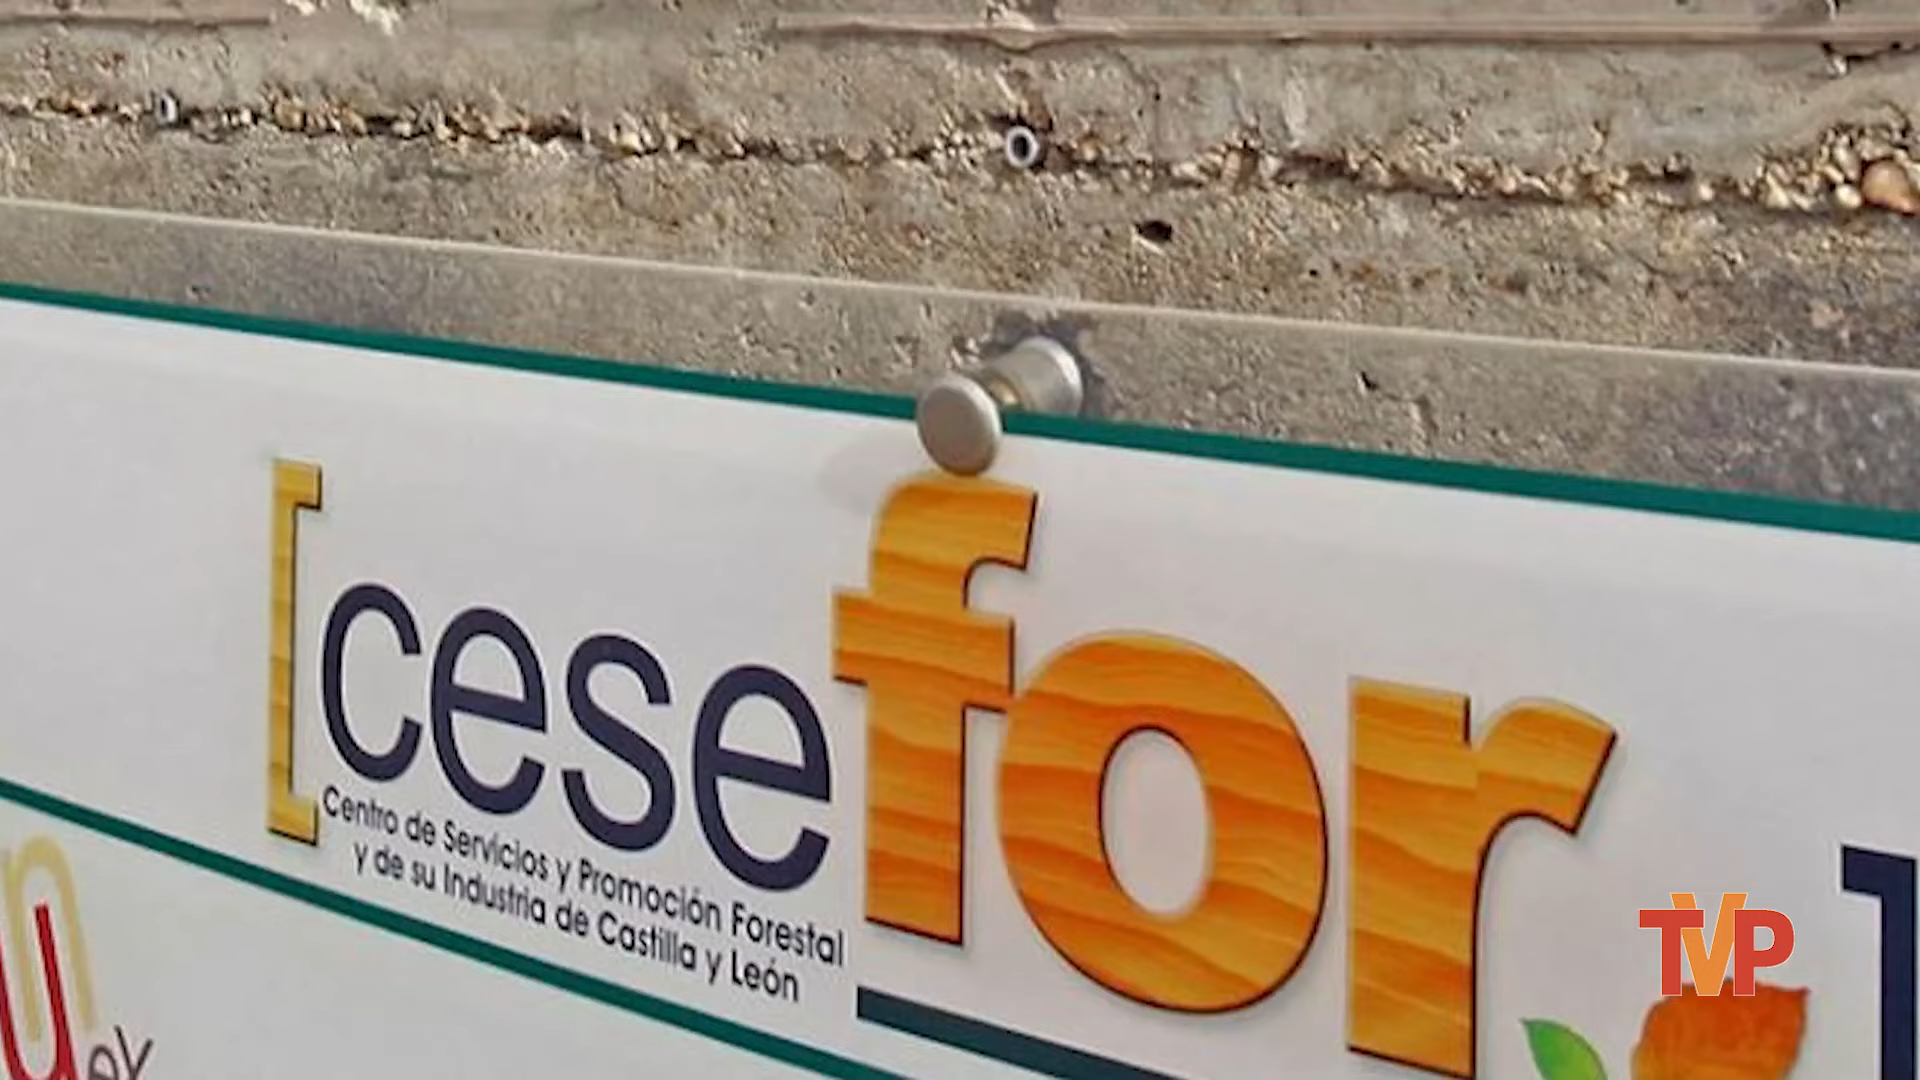 [cesefor]
Centro de Servicios y Promoción Forestal
y de su Industria de Castilla y León
TVP